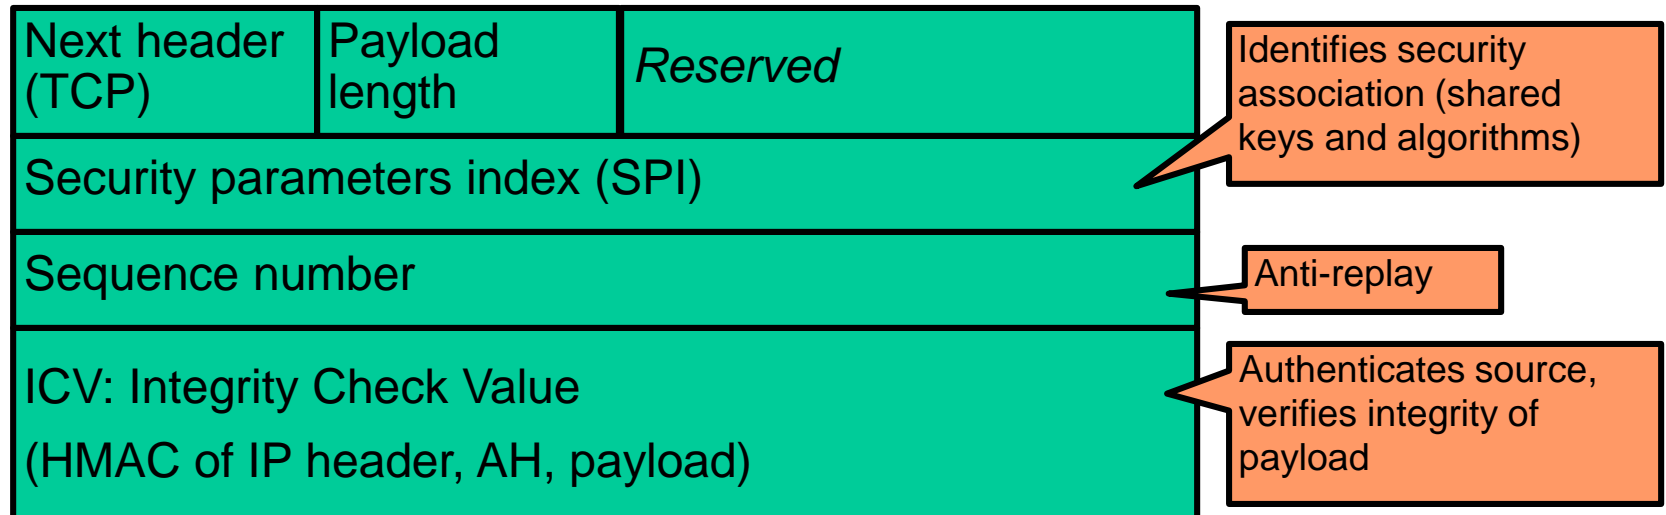 Next header
(TCP)
Payload
length
Reserved
Identifies security
association (shared
keys and algorithms)
Security parameters index (SPI)
Sequence number
Anti-replay
ICV: Integrity Check Value
(HMAC of IP header, AH, payload)
Authenticates source,
verifies integrity of
payload